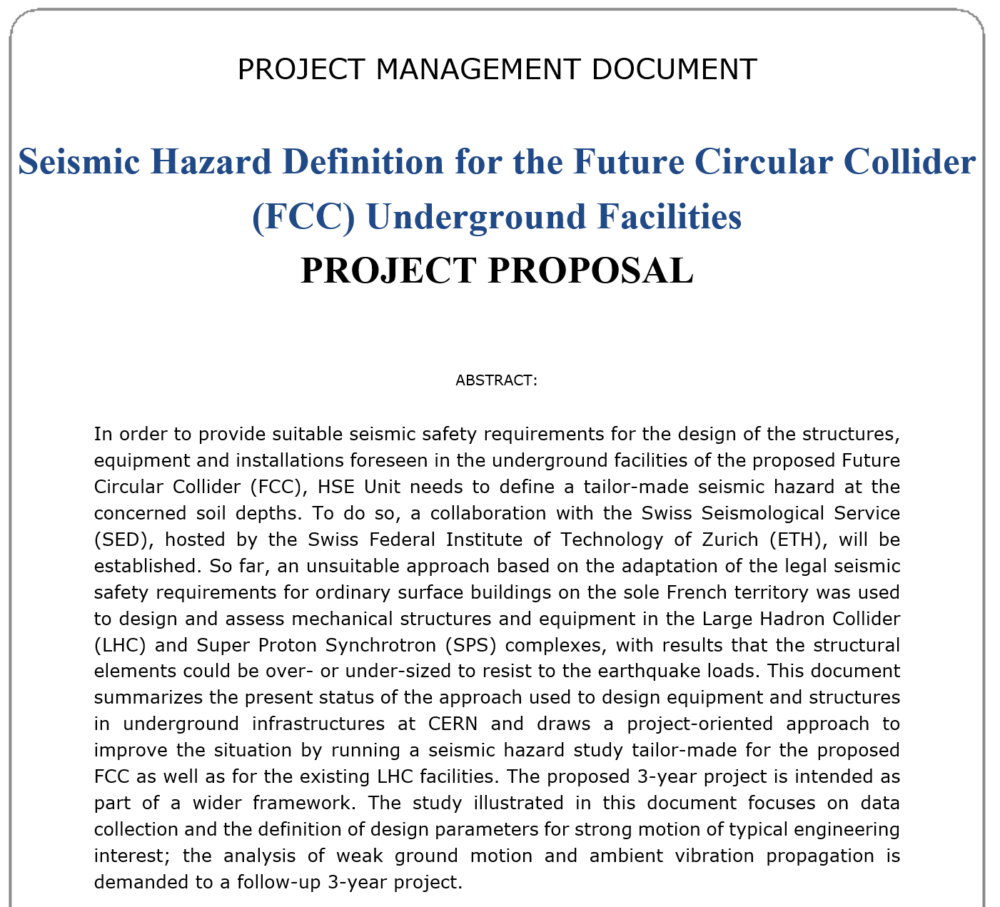 PROJECT MANAGEMENT DOCUMENT
Seismic Hazard Definition for the Future Circular Collider
(FCC) Underground Facilities
PROJECT PROPOSAL
ABSTRACT:
In order to provide suitable seismic safety requirements for the design of the structures,
equipment and installations foreseen in the underground facilities of the proposed Future
Circular Collider (FCC), HSE Unit needs to define a tailor-made seismic hazard at the
concerned soil depths. To do so, a collaboration with the Swiss Seismological Service
(SED), hosted by the Swiss Federal Institute of Technology of Zurich (ETH), will be
established. So far, an unsuitable approach based on the adaptation of the legal seismic
safety requirements for ordinary surface buildings on the sole French territory was used
to design and assess mechanical structures and equipment in the Large Hadron Collider
(LHC) and Super Proton Synchrotron (SPS) complexes, with results that the structural
elements could be over- or under-sized to resist to the earthquake loads. This document
summarizes the present status of the approach used to design equipment and structures
in underground infrastructures at CERN and draws a project-oriented approach to
improve the situation by running a seismic hazard study tailor-made for the proposed
FCC as well as for the existing LHC facilities. The proposed 3-year project is intended as
part of a wider framework. The study illustrated in this document focuses on data
collection and the definition of design parameters for strong motion of typical engineering
interest; the analysis of weak ground motion and ambient vibration propagation is
demanded to a follow-up 3-year project.